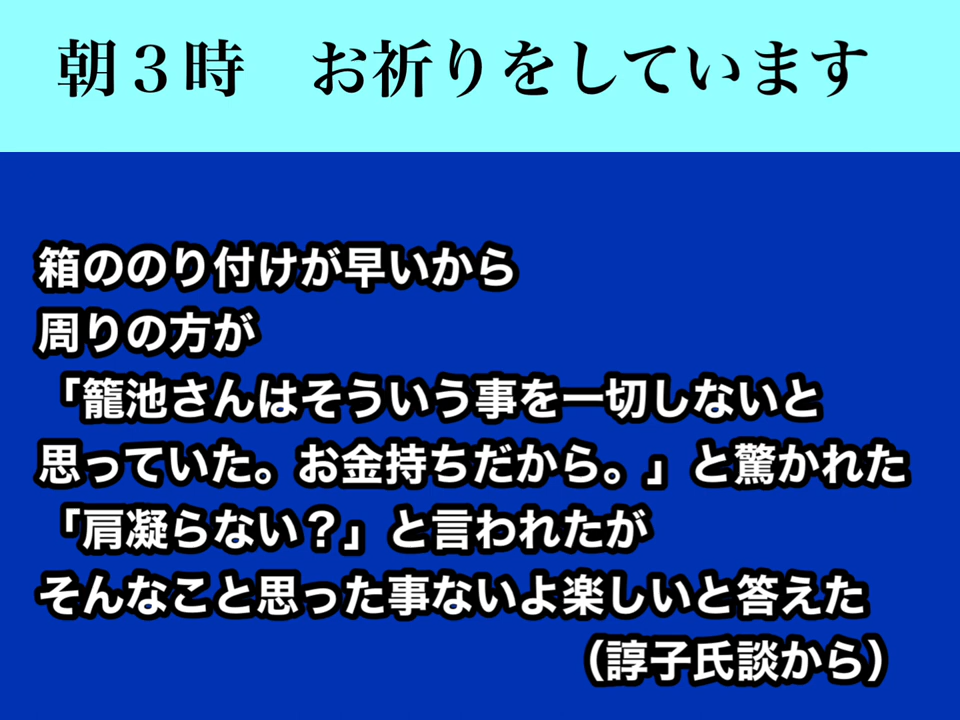 朝３時　お祈りをしています
箱ののり付けが早いから
周りの方が
「籠池さんはそういう事を一切しないと
思っていた。お金持ちだから。」と驚かれた
「肩凝らない？」と言われたが
そんなこと思った事ないよ楽しいと答えた
（諄子氏談から）